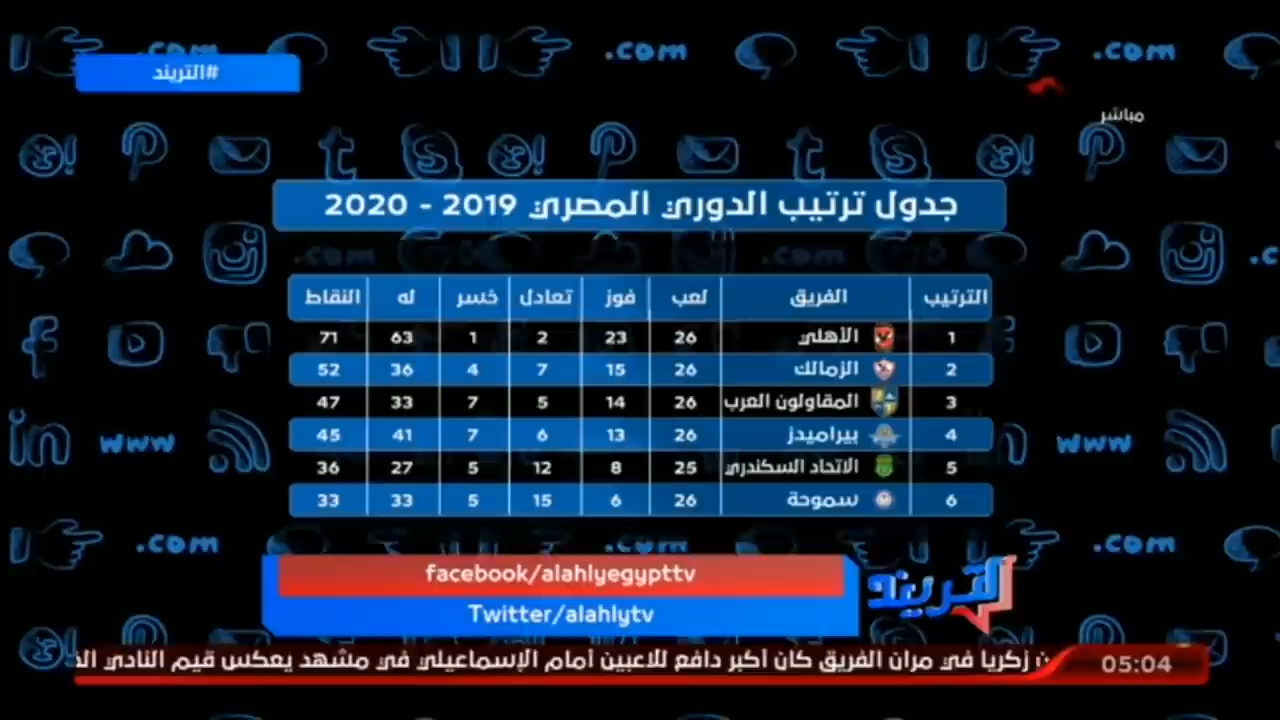 #التريند
مباشر
جدول ترتيب الدوري المصري 2019 - 2020
الترتيب الفريق لعب فوز تعادل خسر له النقاط
1 الأهلي 26 23 2 1 63 71
2 الزمالك 26 15 7 4 36 52
3 المقاولون العرب 26 14 5 7 33 47
4 بيراميدز 26 13 6 7 41 45
5 الاتحاد السكندري 25 8 12 5 27 36
6 سموحة 26 6 15 5 33 33
facebook/alahlyegypttv
Twitter/alahlytv
التريند
05:04 زكريا في مران الفريق كان أكبر دافع للاعبين أمام الإسماعيلي في مشهد يعكس قيم النادي